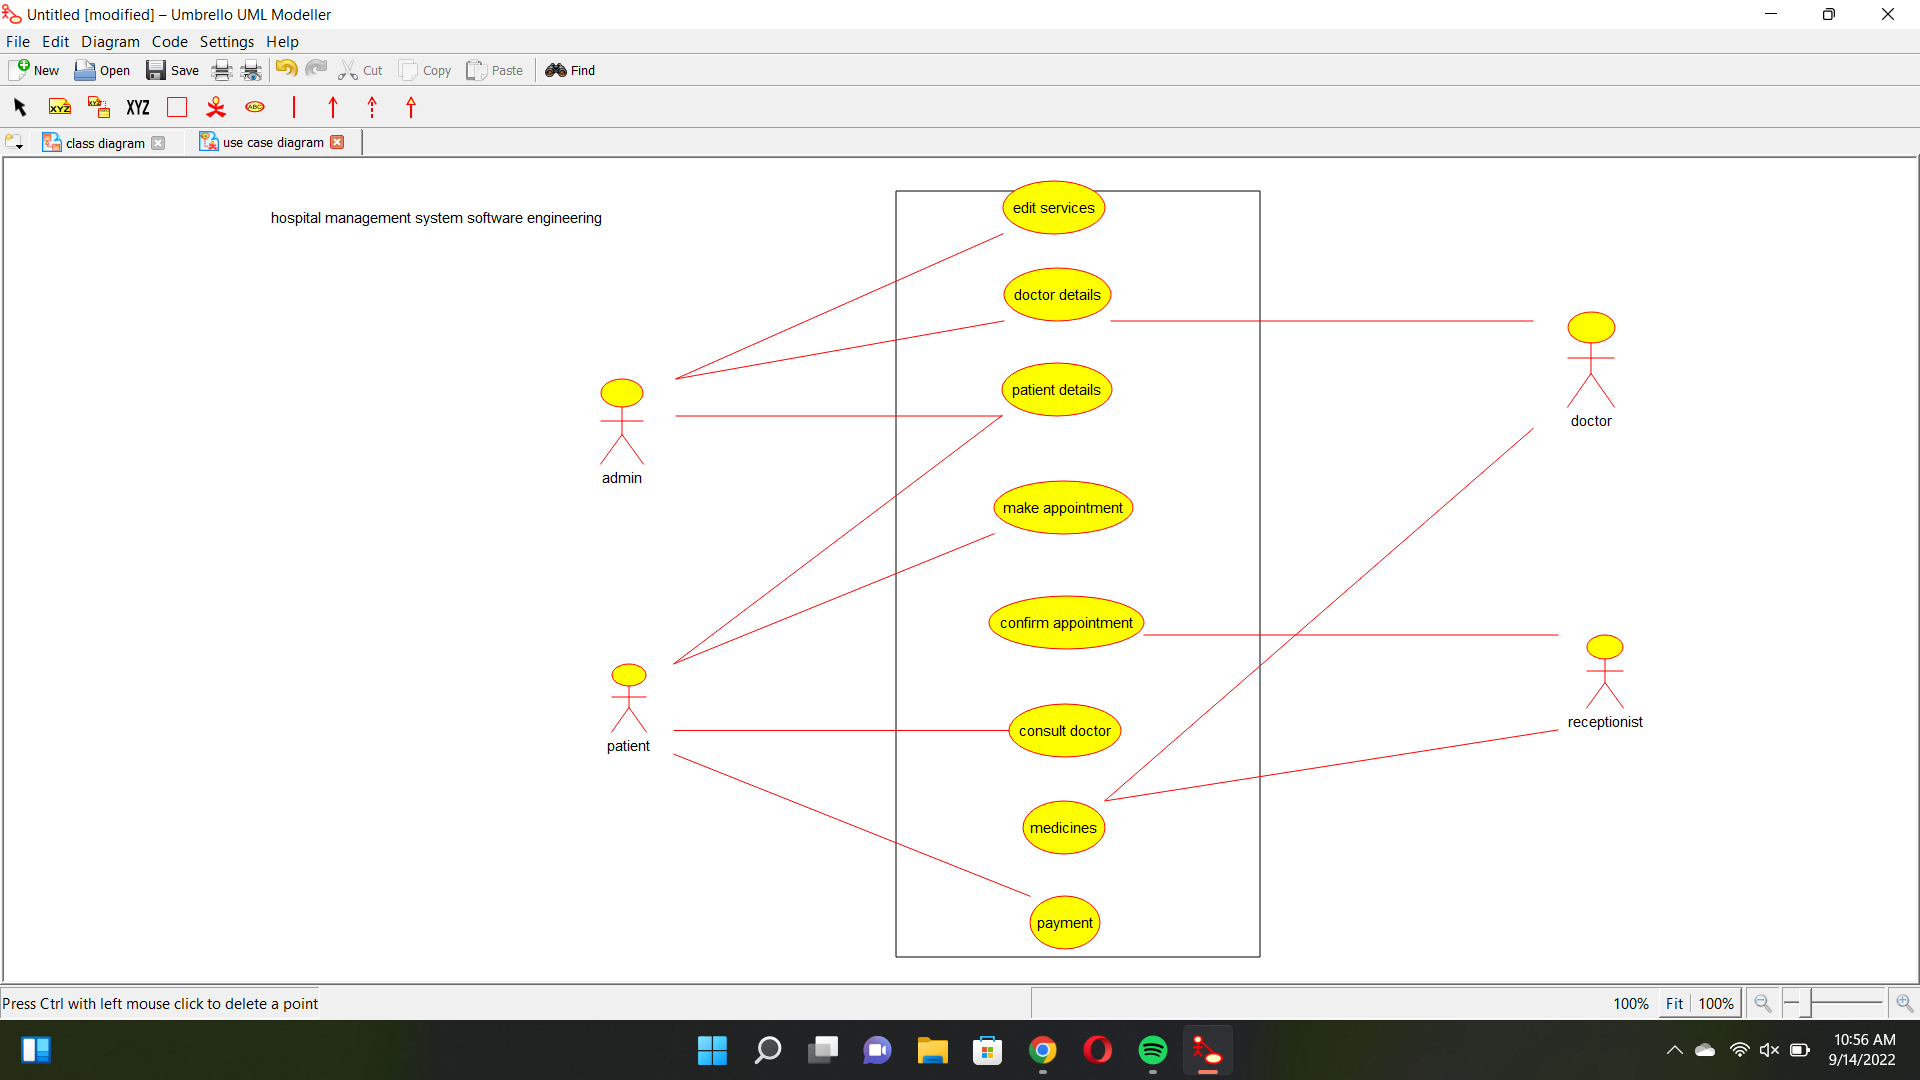 Untitled [modified] – Umbrello UML Modeller
File Edit Diagram Code Settings Help
New Open Save Cut Copy Paste Find
XYZ XYZ XYZ ABC
class diagram use case diagram
hospital management system software engineering
edit services
doctor details
patient details
make appointment
confirm appointment
consult doctor
medicines
payment
admin
patient
doctor
receptionist
Press Ctrl with left mouse click to delete a point
100% Fit 100%
10:56 AM
9/14/2022